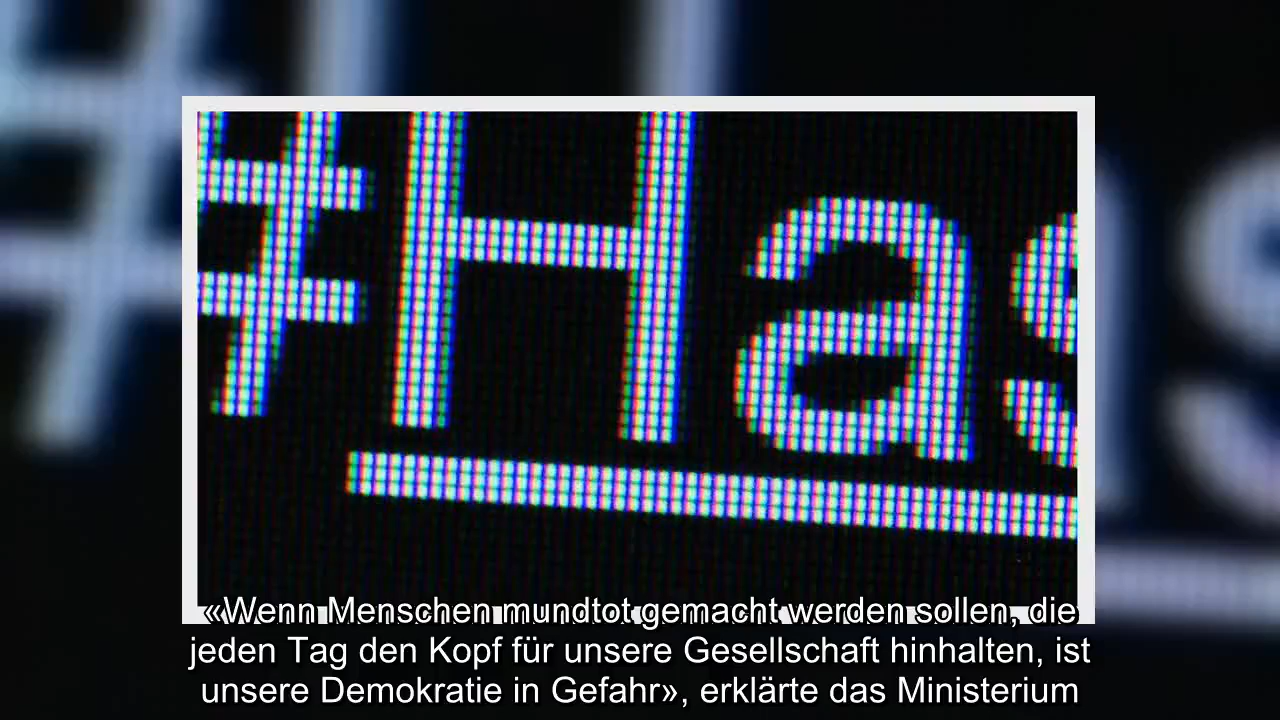 #Has
«Wenn Menschen mundtot gemacht werden sollen, die
jeden Tag den Kopf für unsere Gesellschaft hinhalten, ist
unsere Demokratie in Gefahr», erklärte das Ministerium